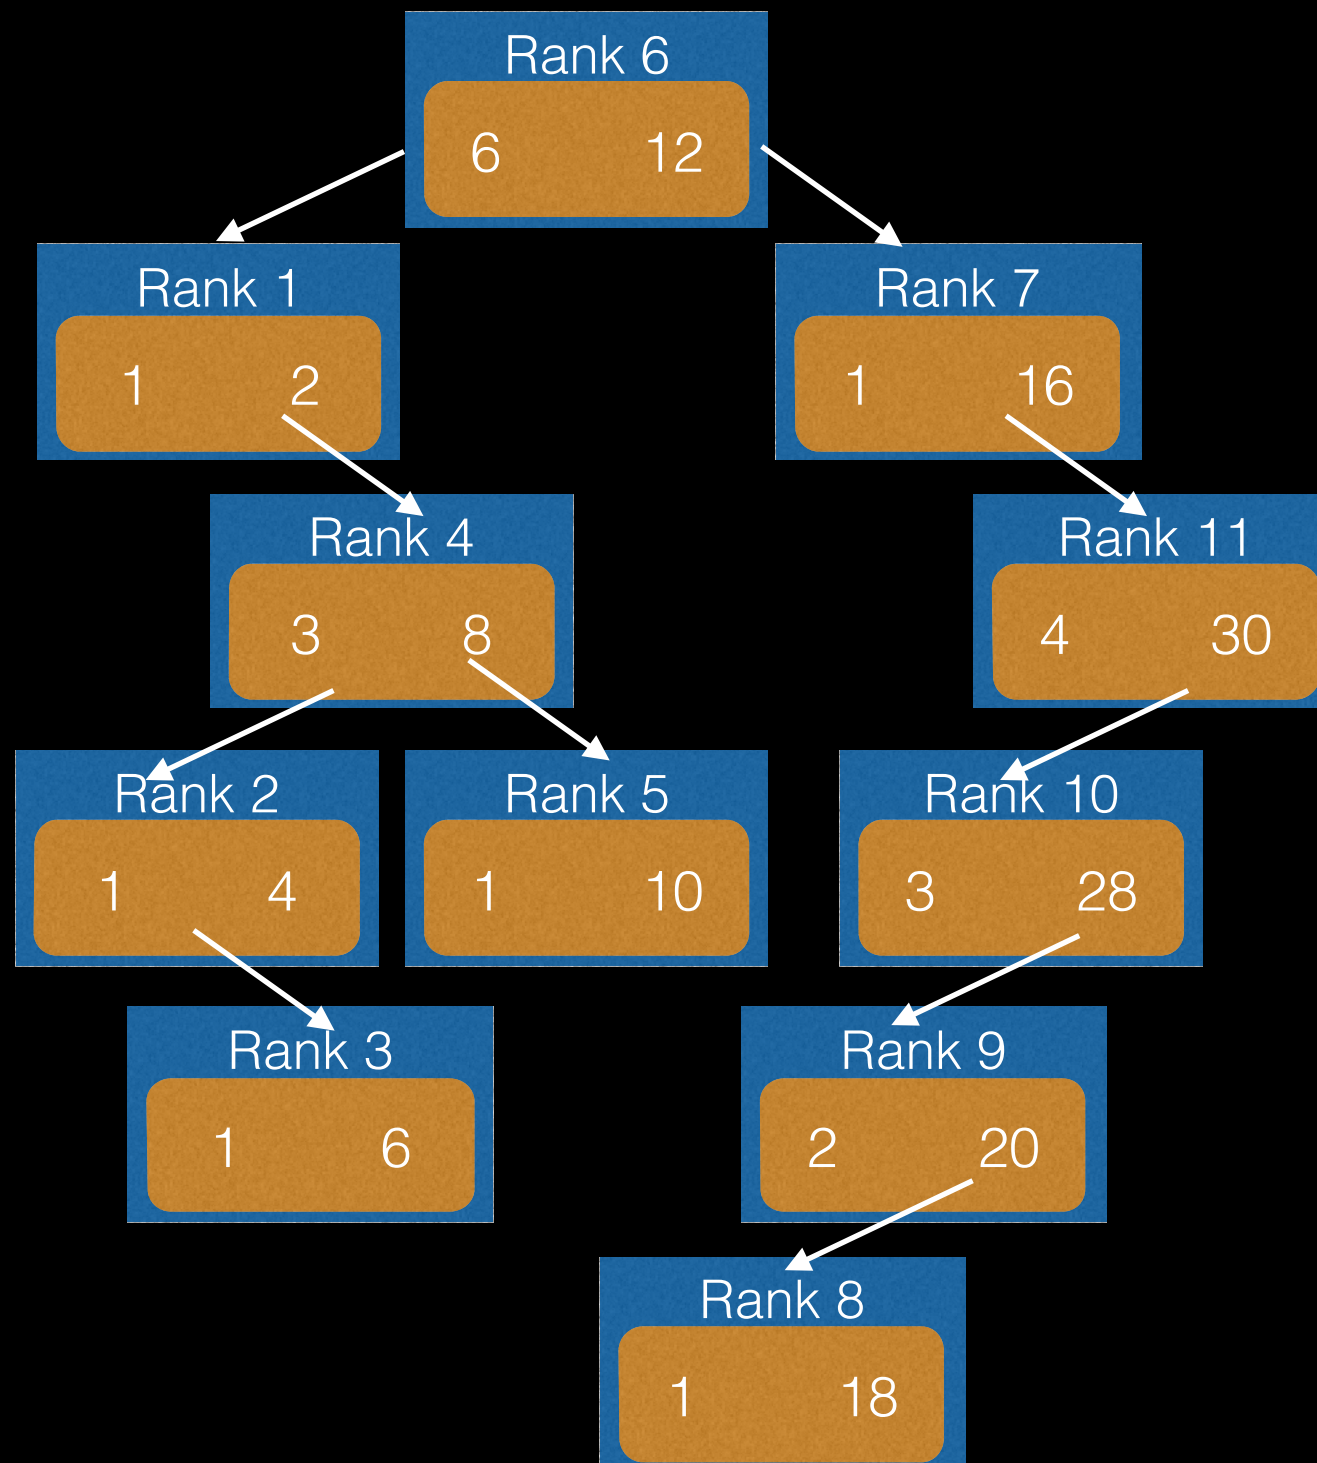 Rank 6
6 12
Rank 1
1 2
Rank 7
1 16
Rank 4
3 8
Rank 11
4 30
Rank 2
1 4
Rank 5
1 10
Rank 10
3 28
Rank 3
1 6
Rank 9
2 20
Rank 8
1 18